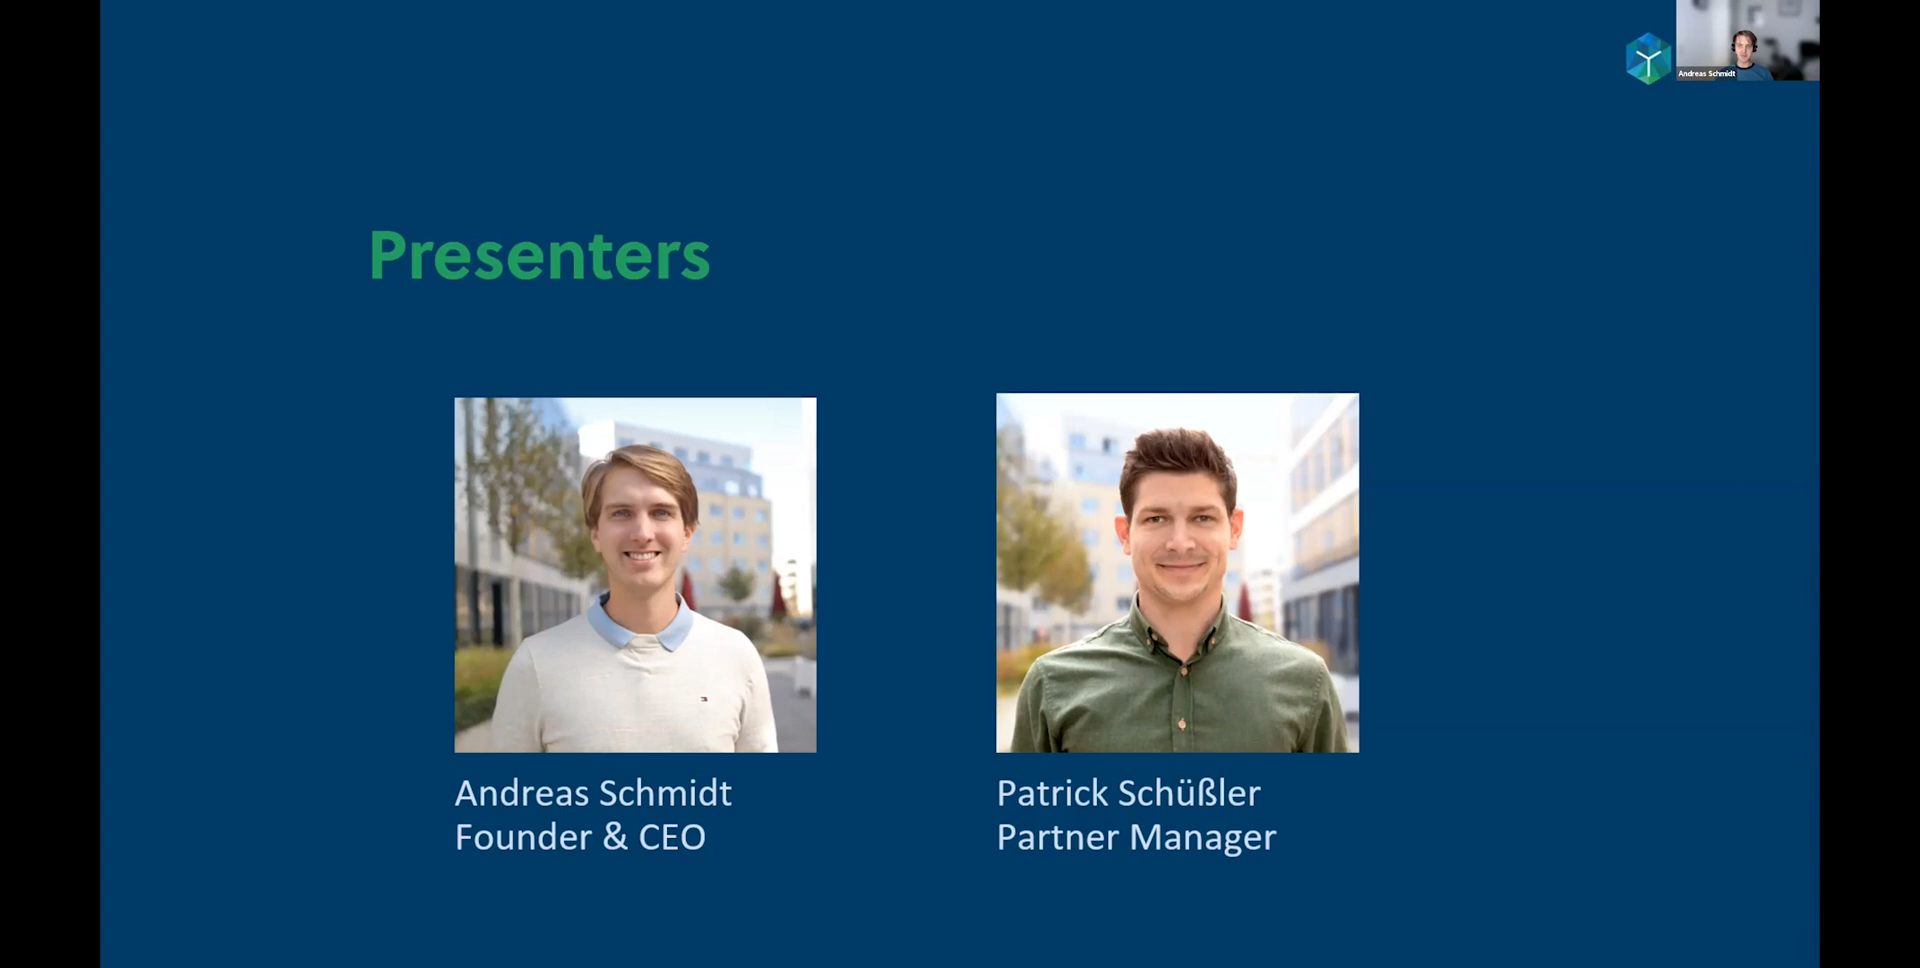 Andreas Schmidt
Presenters
Andreas Schmidt
Founder & CEO
Patrick Schüßler
Partner Manager